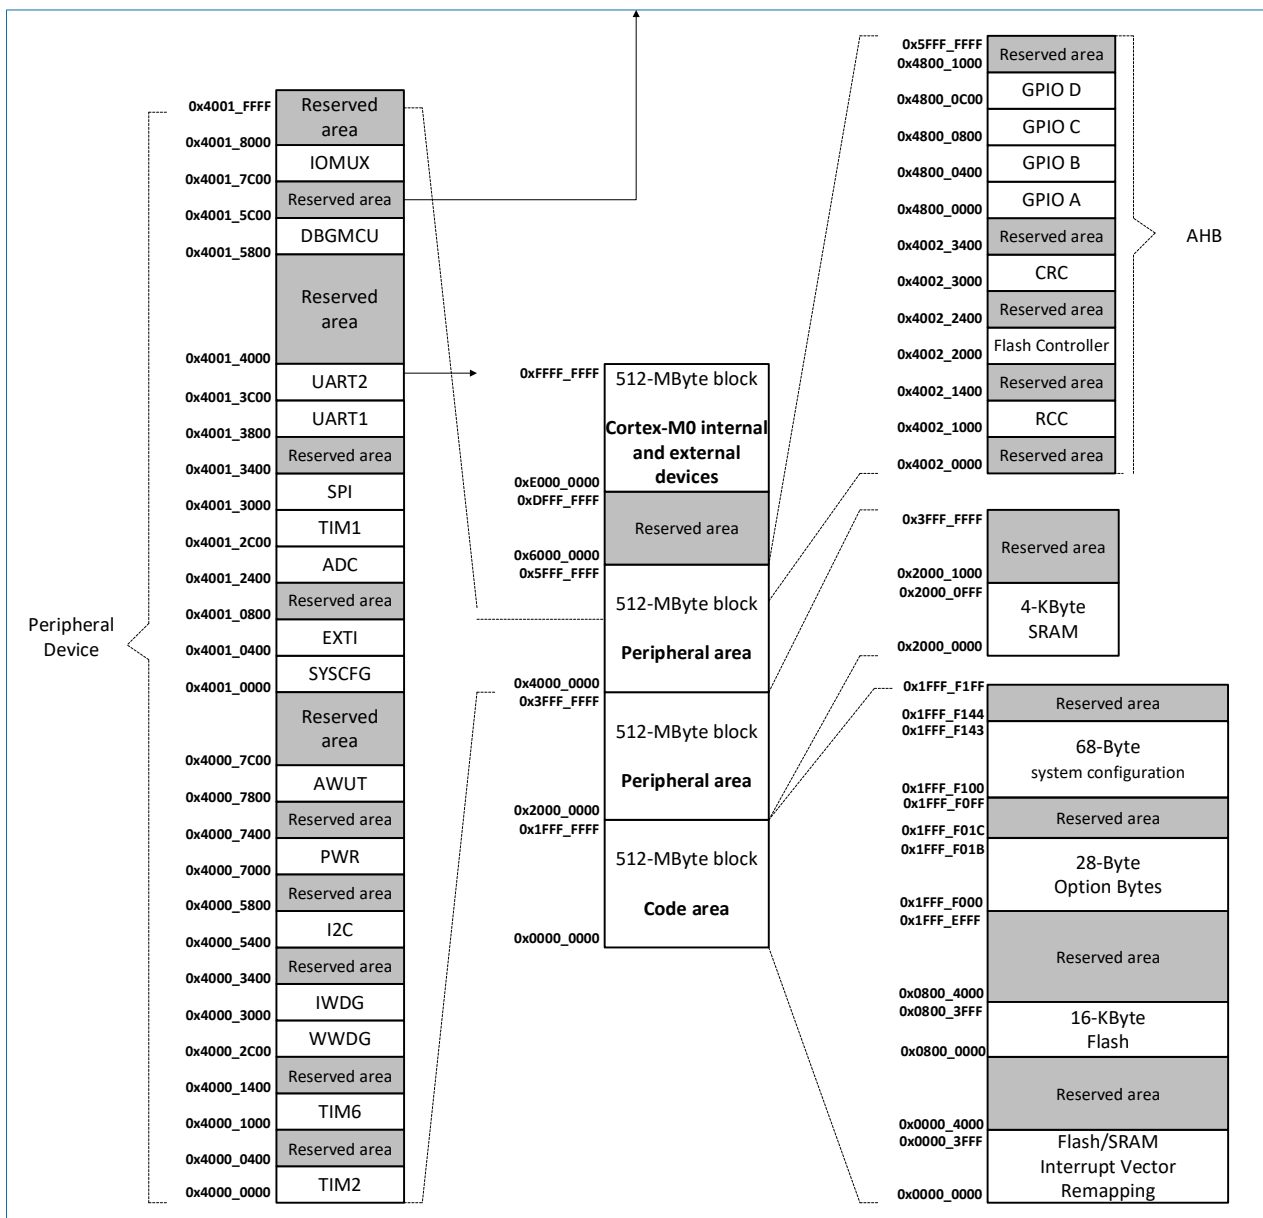 Peripheral
Device
0x4001_FFFF
Reserved
area
0x4001_8000
IOMUX
0x4001_7C00
Reserved area
0x4001_5C00
DBGMCU
0x4001_5800
Reserved
area
0x4001_4000
UART2
0x4001_3C00
UART1
0x4001_3800
Reserved area
0x4001_3400
SPI
0x4001_3000
TIM1
0x4001_2C00
ADC
0x4001_2400
Reserved area
0x4001_0800
EXTI
0x4001_0400
SYSCFG
0x4001_0000
Reserved
area
0x4000_7C00
AWUT
0x4000_7800
Reserved area
0x4000_7400
PWR
0x4000_7000
Reserved area
0x4000_5800
I2C
0x4000_5400
Reserved area
0x4000_3400
IWDG
0x4000_3000
WWDG
0x4000_2C00
Reserved area
0x4000_1400
TIM6
0x4000_1000
Reserved area
0x4000_0400
TIM2
0x4000_0000
0xFFFF_FFFF
512-MByte block
Cortex-M0 internal
and external
devices
0xE000_0000
0xDFFF_FFFF
Reserved area
0x6000_0000
0x5FFF_FFFF
512-MByte block
Peripheral area
0x4000_0000
0x3FFF_FFFF
512-MByte block
Peripheral area
0x2000_0000
0x1FFF_FFFF
512-MByte block
Code area
0x0000_0000
0x5FFF_FFFF
Reserved area
0x4800_1000
GPIO D
0x4800_0C00
GPIO C
0x4800_0800
GPIO B
0x4800_0400
GPIO A
0x4800_0000
Reserved area
0x4002_3400
CRC
0x4002_3000
Reserved area
0x4002_2400
Flash Controller
0x4002_2000
Reserved area
0x4002_1400
RCC
0x4002_1000
Reserved area
0x4002_0000
AHB
0x3FFF_FFFF
Reserved area
0x2000_1000
0x2000_0FFF
4-KByte
SRAM
0x2000_0000
0x1FFF_F1FF
Reserved area
0x1FFF_F144
0x1FFF_F143
68-Byte
system configuration
0x1FFF_F100
0x1FFF_F0FF
Reserved area
0x1FFF_F01C
0x1FFF_F01B
28-Byte
Option Bytes
0x1FFF_F000
0x1FFF_EFFF
Reserved area
0x0800_4000
0x0800_3FFF
16-KByte
Flash
0x0800_0000
Reserved area
0x0000_4000
0x0000_3FFF
Flash/SRAM
Interrupt Vector
Remapping
0x0000_0000